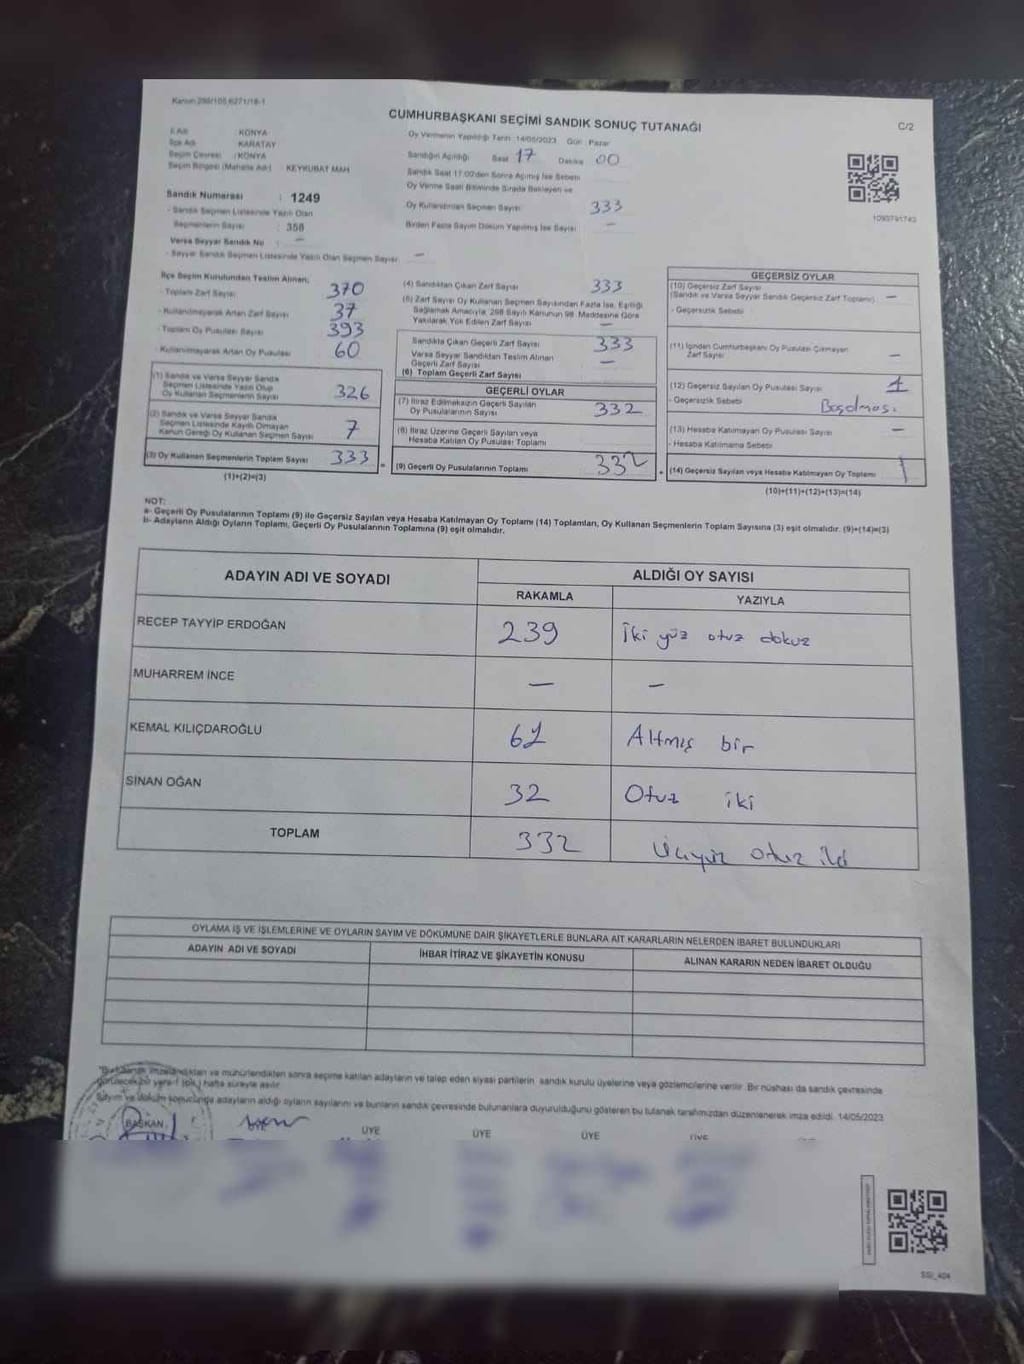 Kanun 298/105,6271/18-1
CUMHURBAŞKANI SEÇİMİ SANDIK SONUÇ TUTANAĞI
C/2
İl Adı : KONYA
İlçe Adı : KARATAY
Seçim Çevresi : KONYA
Seçim Bölgesi (Mahalle Adı) : KEYKUBAT MAH
Sandık Numarası : 1249
- Sandık Seçmen Listesinde Yazılı Olan
Seçmenlerin Sayısı : 358
Varsa Seyyar Sandık No : —
- Seyyar Sandık Seçmen Listesinde Yazılı Olan Seçmen Sayısı : —
Oy Vermenin Yapıldığı Tarih :14/05/2023 Gün : Pazar
Sandığın Açıldığı Saat 17 Dakika 00
Sandık Saat 17.00'den Sonra Açılmış İse Sebebi
Oy Verme Saati Bitiminde Sırada Bekleyen ve
Oy Kullandırılan Seçmen Sayısı 333
Birden Fazla Sayım Döküm Yapılmış İse Sayısı —
1093791743
İlçe Seçim Kurulundan Teslim Alınan;
- Toplam Zarf Sayısı 370
- Kullanılmayarak Artan Zarf Sayısı 37
- Toplam Oy Pusulası Sayısı 393
- Kullanılmayarak Artan Oy Pusulası 60
(1) Sandık ve Varsa Seyyar Sandık
Seçmen Listesinde Yazılı Olup
Oy Kullanan Seçmenlerin Sayısı 326
(2) Sandık ve Varsa Seyyar Sandık
Seçmen Listesinde Kayıtlı Olmayan
Kanun Gereği Oy Kullanan Seçmen Sayısı 7
(3) Oy Kullanan Seçmenlerin Toplam Sayısı 333
(1)+(2)=(3)
(4) Sandıktan Çıkan Zarf Sayısı 333
(5) Zarf Sayısı Oy Kullanan Seçmen Sayısından Fazla İse, Eşitliği
Sağlamak Amacıyla, 298 Sayılı Kanunun 98. Maddesine Göre
Yakılarak Yok Edilen Zarf Sayısı —
Sandıkta Çıkan Geçerli Zarf Sayısı 333
Varsa Seyyar Sandıktan Teslim Alınan
Geçerli Zarf Sayısı —
(6) Toplam Geçerli Zarf Sayısı
GEÇERLİ OYLAR
(7) İtiraz Edilmeksizin Geçerli Sayılan
Oy Pusulalarının Sayısı 332
(8) İtiraz Üzerine Geçerli Sayılan veya
Hesaba Katılan Oy Pusulası Toplamı
(9) Geçerli Oy Pusulalarının Toplamı 332
GEÇERSİZ OYLAR
(10) Geçersiz Zarf Sayısı
(Sandık ve Varsa Seyyar Sandık Geçersiz Zarf Toplamı) —
- Geçersizlik Sebebi
(11) İçinden Cumhurbaşkanı Oy Pusulası Çıkmayan
Zarf Sayısı —
(12) Geçersiz Sayılan Oy Pusulası Sayısı 1
- Geçersizlik Sebebi Boş olması
(13) Hesaba Katılmayan Oy Pusulası Sayısı —
- Hesaba Katılmama Sebebi
(14) Geçersiz Sayılan veya Hesaba Katılmayan Oy Toplamı 1
(10)+(11)+(12)+(13)=(14)
NOT:
a- Geçerli Oy Pusulalarının Toplamı (9) ile Geçersiz Sayılan veya Hesaba Katılmayan Oy Toplamı (14) Toplamları, Oy Kullanan Seçmenlerin Toplam Sayısına (3) eşit olmalıdır. (9)+(14)=(3)
b- Adayların Aldığı Oyların Toplamı, Geçerli Oy Pusulalarının Toplamına (9) eşit olmalıdır.
ADAYIN ADI VE SOYADI ALDIĞI OY SAYISI
RAKAMLA YAZIYLA
RECEP TAYYİP ERDOĞAN 239 İki yüz otuz dokuz
MUHARREM İNCE — —
KEMAL KILIÇDAROĞLU 61 Altmış bir
SİNAN OĞAN 32 Otuz iki
TOPLAM 332 Üçyüz otuz iki
OYLAMA İŞ VE İŞLEMLERİNE VE OYLARIN SAYIM VE DÖKÜMÜNE DAİR ŞİKAYETLERLE BUNLARA AİT KARARLARIN NELERDEN İBARET BULUNDUKLARI
ADAYIN ADI VE SOYADI İHBAR İTİRAZ VE ŞİKAYETİN KONUSU ALINAN KARARIN NEDEN İBARET OLDUĞU
imzalandıktan ve mühürlendikten sonra seçime katılan adayların ve talep eden siyasi partilerin sandık kurulu üyelerine veya gözlemcilerine verilir. Bir nüshası da sandık çevresinde
görülecek bir yere 1 (bir) hafta süreyle asılır.
Sayım ve döküm sonucunda adayların aldığı oyların sayılarını ve bunların sandık çevresinde bulunanlara duyurulduğunu gösteren bu tutanak tarafımızdan düzenlenerek imza edildi. 14/05/2023
BAŞKAN ÜYE ÜYE ÜYE ÜYE
SSI_404